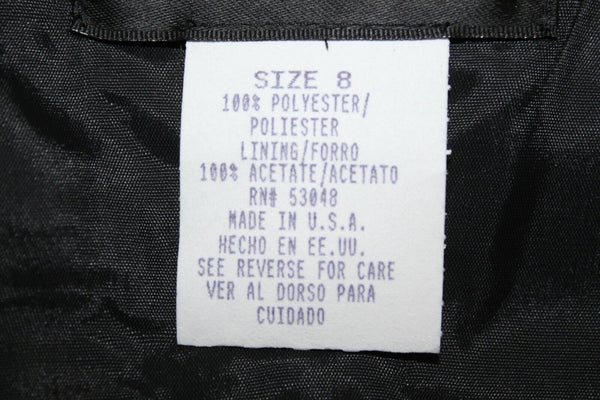 SIZE 8
100% POLYESTER/
POLIESTER
LINING/FORRO
100% ACETATE/ACETATO
RN# 53048
MADE IN U.S.A.
HECHO EN EE.UU.
SEE REVERSE FOR CARE
VER AL DORSO PARA
CUIDADO